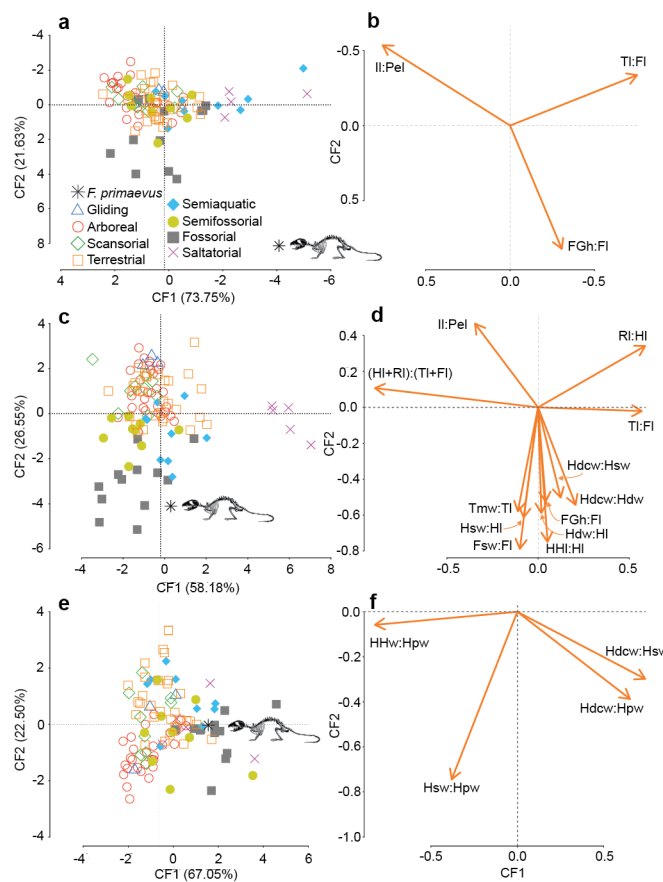 a
-4
-2
0
2
4
6
8
CF2 (21.63%)
F. primaevus
Gliding
Arboreal
Scansorial
Terrestrial
Semiaquatic
Semifossorial
Fossorial
Saltatorial
4 2 0 -2 -4 -6
CF1 (73.75%)
b
-0.5
0.0
0.5
CF2
Il:Pel
Tl:Fl
FGh:Fl
0.5 0.0 -0.5
c
4
2
0
-2
-4
-6
CF2 (26.55%)
-4 -2 0 2 4 6 8
CF1 (58.18%)
d
0.4
0.2
0.0
-0.2
-0.4
-0.6
-0.8
CF2
Il:Pel
Rl:Hl
(Hl+Rl):(Tl+Fl)
Tl:Fl
Hdcw:Hsw
Hdcw:Hdw
Tmw:Tl
FGh:Fl
Hsw:Hl
Hdw:Hl
Fsw:Fl
HHl:Hl
-0.5 0.0 0.5
e
4
2
0
-2
-4
CF2 (22.50%)
-4 -2 0 2 4 6
CF1 (67.05%)
f
0.0
-0.2
-0.4
-0.6
-0.8
-1.0
CF2
HHw:Hpw
Hdcw:Hsw
Hdcw:Hpw
Hsw:Hpw
-0.5 0.0 0.5
CF1